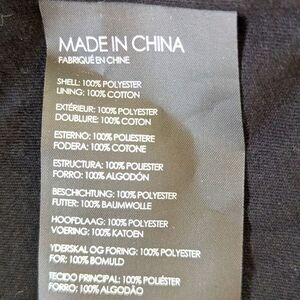 MADE IN CHINA
FABRIQUÉ EN CHINE
SHELL: 100% POLYESTER
LINING: 100% COTTON
EXTÉRIEUR: 100% POLYESTER
DOUBLURE: 100% COTON
ESTERNO: 100% POLIESTERE
FODERA: 100% COTONE
ESTRUCTURA: 100% POLIESTER
FORRO: 100% ALGODÓN
BESCHICHTUNG: 100% POLYESTER
FUTTER: 100% BAUMWOLLE
HOOFDLAAG: 100% POLYESTER
VOERING: 100% KATOEN
YDERSKAL OG FORING: 100% POLYESTER
FOR: 100% BOMULD
TECIDO PRINCIPAL: 100% POLIÉSTER
FORRO: 100% ALGODÃO